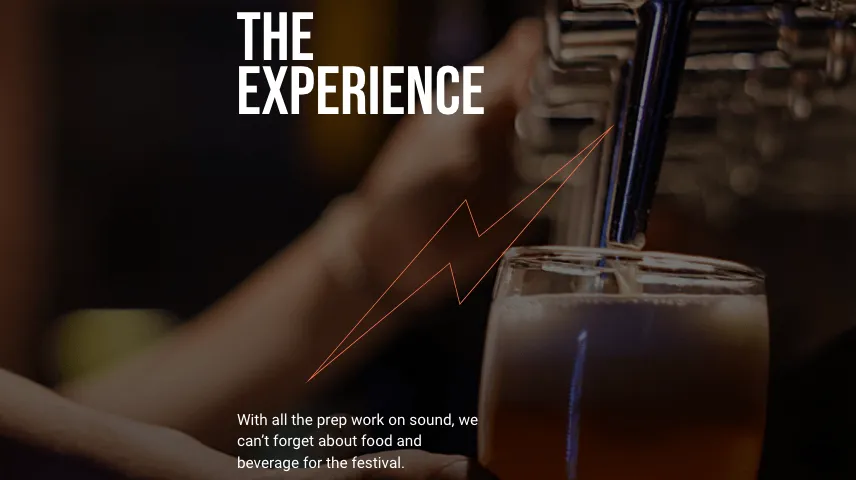 THE
EXPERIENCE
With all the prep work on sound, we
can’t forget about food and
beverage for the festival.